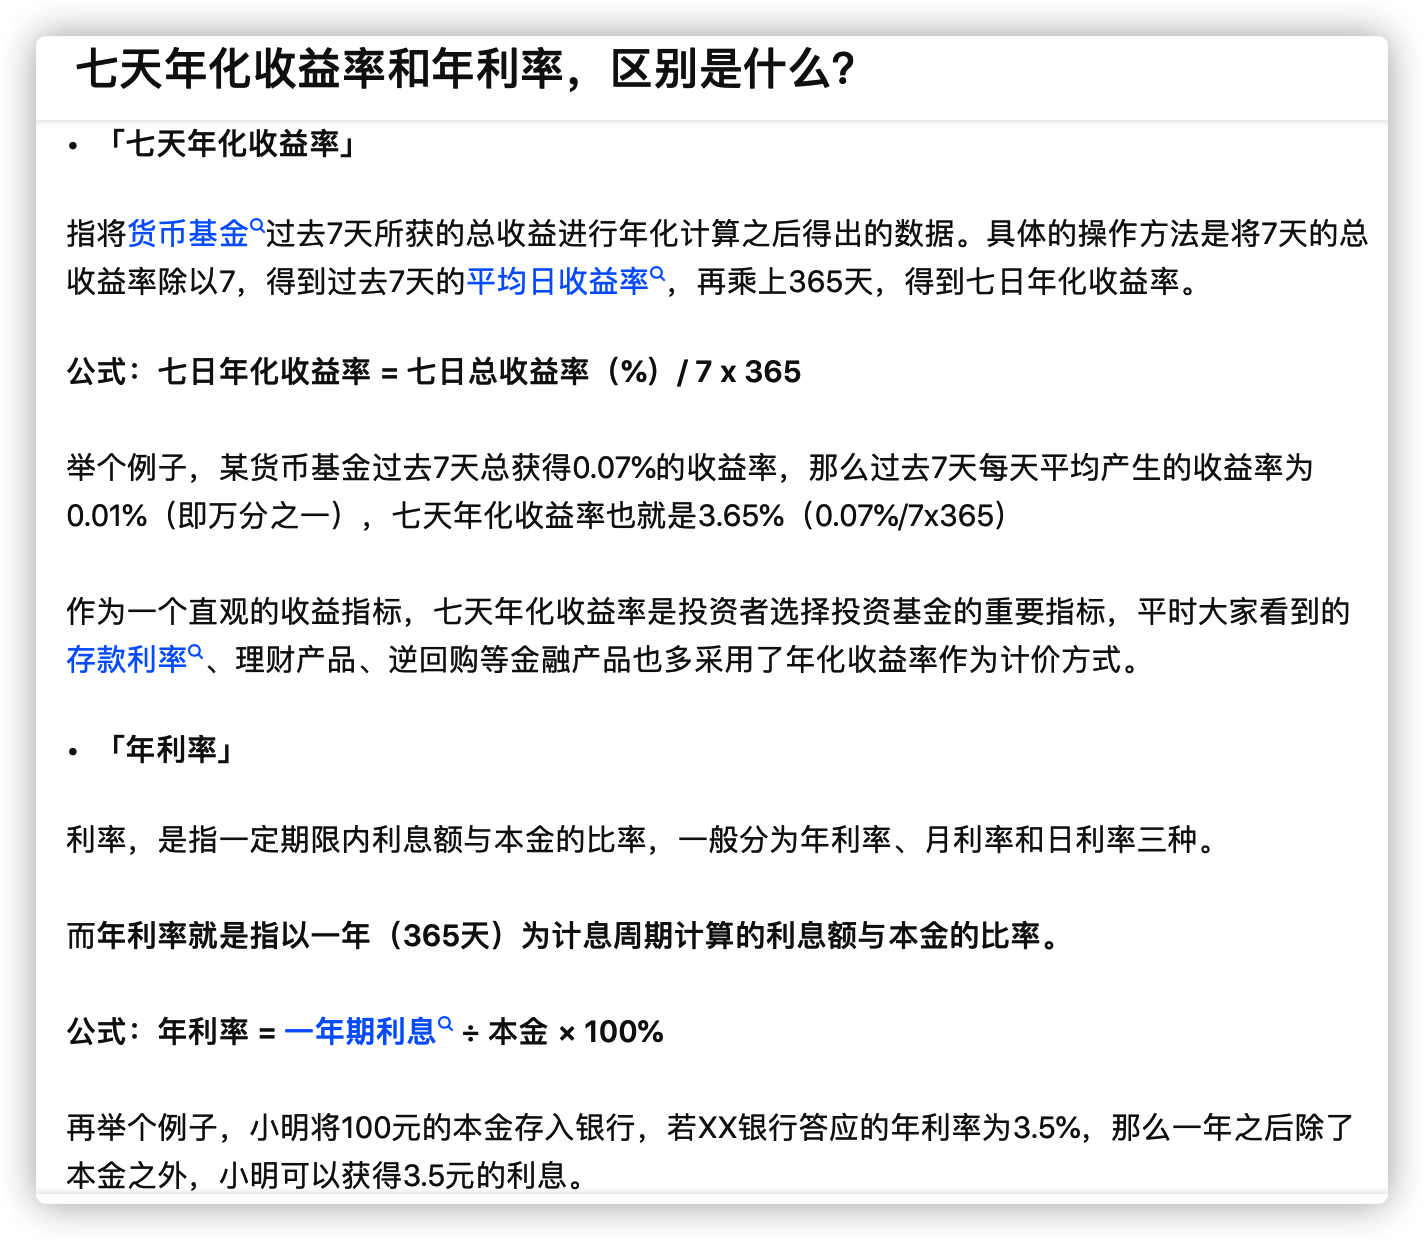 七天年化收益率和年利率，区别是什么？
• 「七天年化收益率」
指将货币基金过去7天所获的总收益进行年化计算之后得出的数据。具体的操作方法是将7天的总
收益率除以7，得到过去7天的平均日收益率，再乘上365天，得到七日年化收益率。
公式：七日年化收益率 = 七日总收益率（%）/ 7 x 365
举个例子，某货币基金过去7天总获得0.07%的收益率，那么过去7天每天平均产生的收益率为
0.01%（即万分之一），七天年化收益率也就是3.65%（0.07%/7x365）
作为一个直观的收益指标，七天年化收益率是投资者选择投资基金的重要指标，平时大家看到的
存款利率、理财产品、逆回购等金融产品也多采用了年化收益率作为计价方式。
• 「年利率」
利率，是指一定期限内利息额与本金的比率，一般分为年利率、月利率和日利率三种。
而年利率就是指以一年（365天）为计息周期计算的利息额与本金的比率。
公式：年利率 = 一年期利息 ÷ 本金 × 100%
再举个例子，小明将100元的本金存入银行，若XX银行答应的年利率为3.5%，那么一年之后除了
本金之外，小明可以获得3.5元的利息。